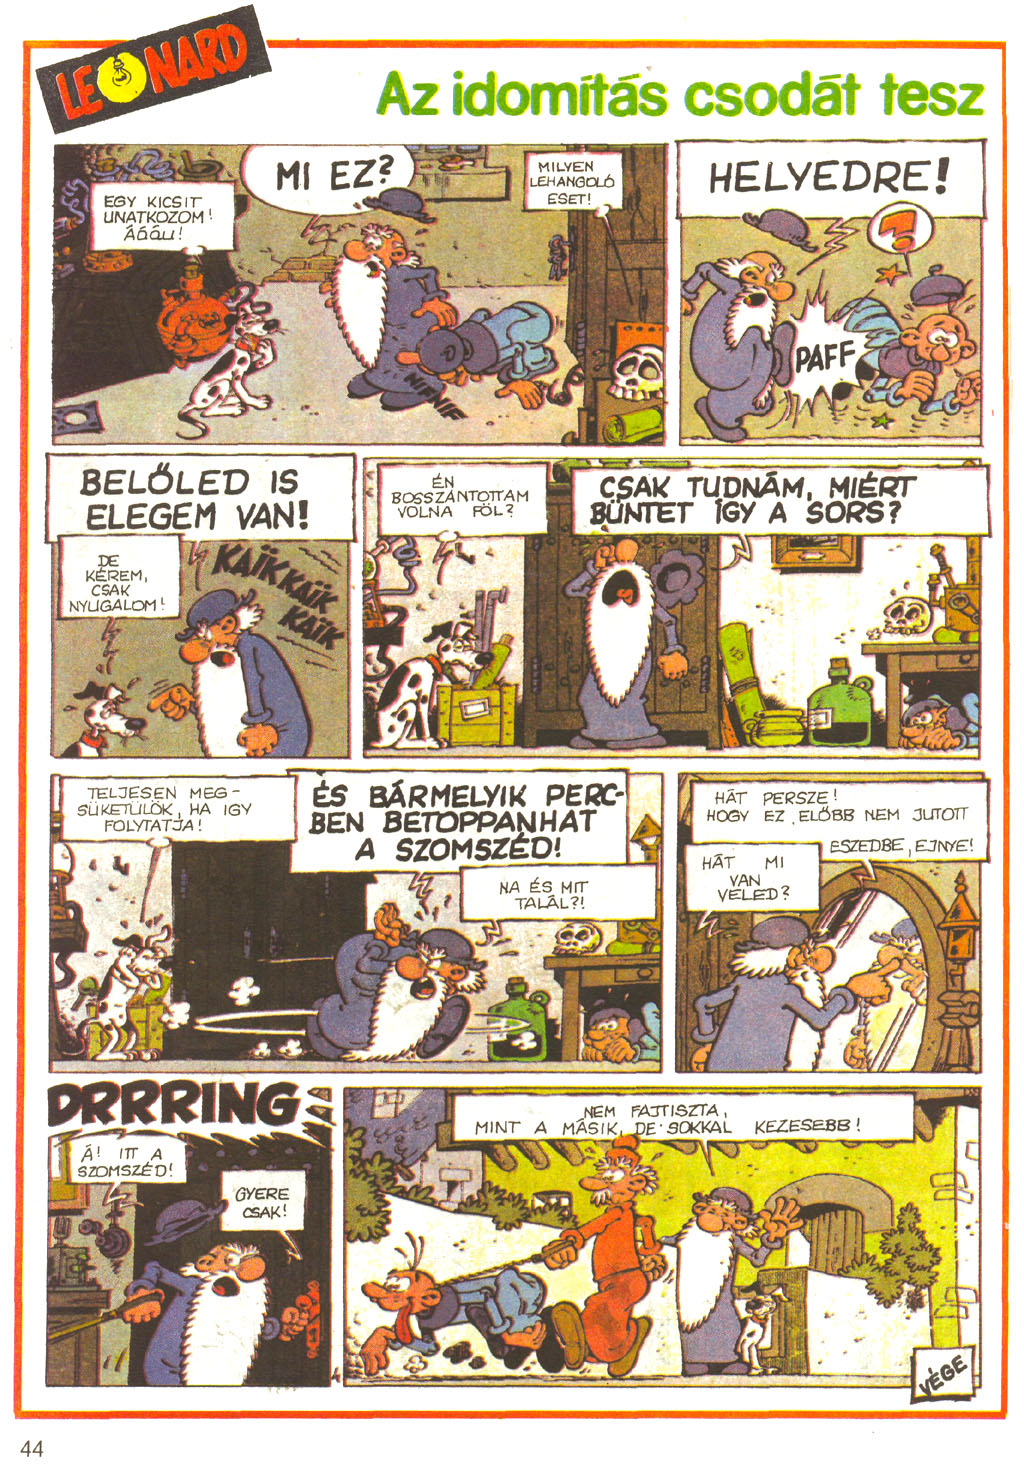 LEONARD
Az idomítás csodát tesz
EGY KICSIT
UNATKOZOM!
MI EZ?
MILYEN
LEHANGOLÓ
ESET!
NIFNIF
HELYEDRE!
PAFF
BELŐLED IS
ELEGEM VAN!
DE
KÉREM,
CSAK
NYUGALOM!
KAÏK KAÏK
KAÏK
ÉN
BOSSZANTOTTAM
VOLNA FÖL?
CSAK TUDNÁM, MIÉRT
BÜNTET ÍGY A SORS?
TELJESEN MEG-
SÜKETÜLÖK, HA IGY
FOLYTATJA!
ÉS BÁRMELYIK PERC-
BEN BETOPPANHAT
A SZOMSZÉD!
NA ÉS MIT
TALÁL?!
HÁT PERSZE!
HOGY EZ ELŐBB NEM JUTOTT
ESZEDBE, EJNYE!
HÁT MI
VAN
VELED?
DRRRRING
Á! ITT A
SZOMSZÉD!
GYERE
CSAK!
NEM FAJTISZTA,
MINT A MÁSIK, DE SOKKAL KEZESEBB!
VÉGE
44